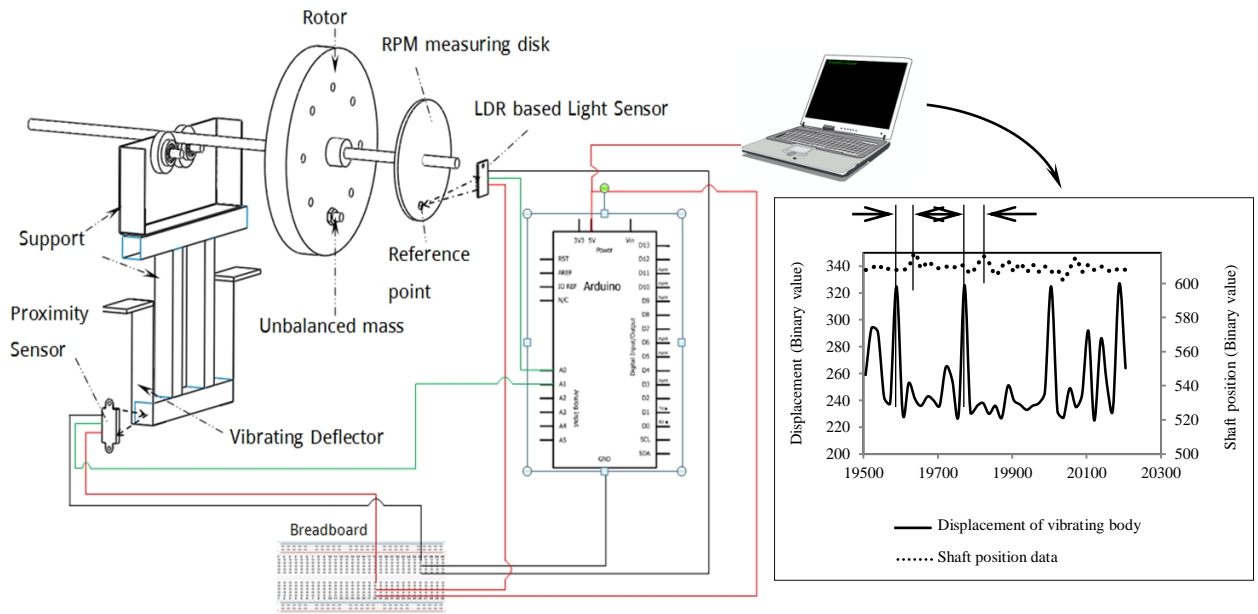 Rotor
RPM measuring disk
LDR based Light Sensor
Support
Reference
point
Proximity
Sensor
Unbalanced mass
Vibrating Deflector
Breadboard
3V3 5V Vin
Power
RST
AREF
IO REF
N/C
Arduino
D13
D12
D11
D10
D9
D8
D7
D6
D5
D4
D3
D2
D1
D0
SCL
SDA
Digital Input/Output
A0
A1
A2
A3
A4
A5
Analog Input
GND
Displacement (Binary value)
340
320
300
280
260
240
220
200
19500 19700 19900 20100 20300
600
580
560
540
520
500
Shaft position (Binary value)
Displacement of vibrating body
Shaft position data